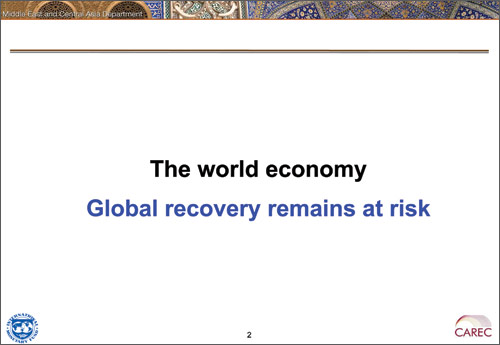 Middle East and Central Asia Department
The world economy
Global recovery remains at risk
INTERNATIONAL MONETARY FUND
2
CAREC